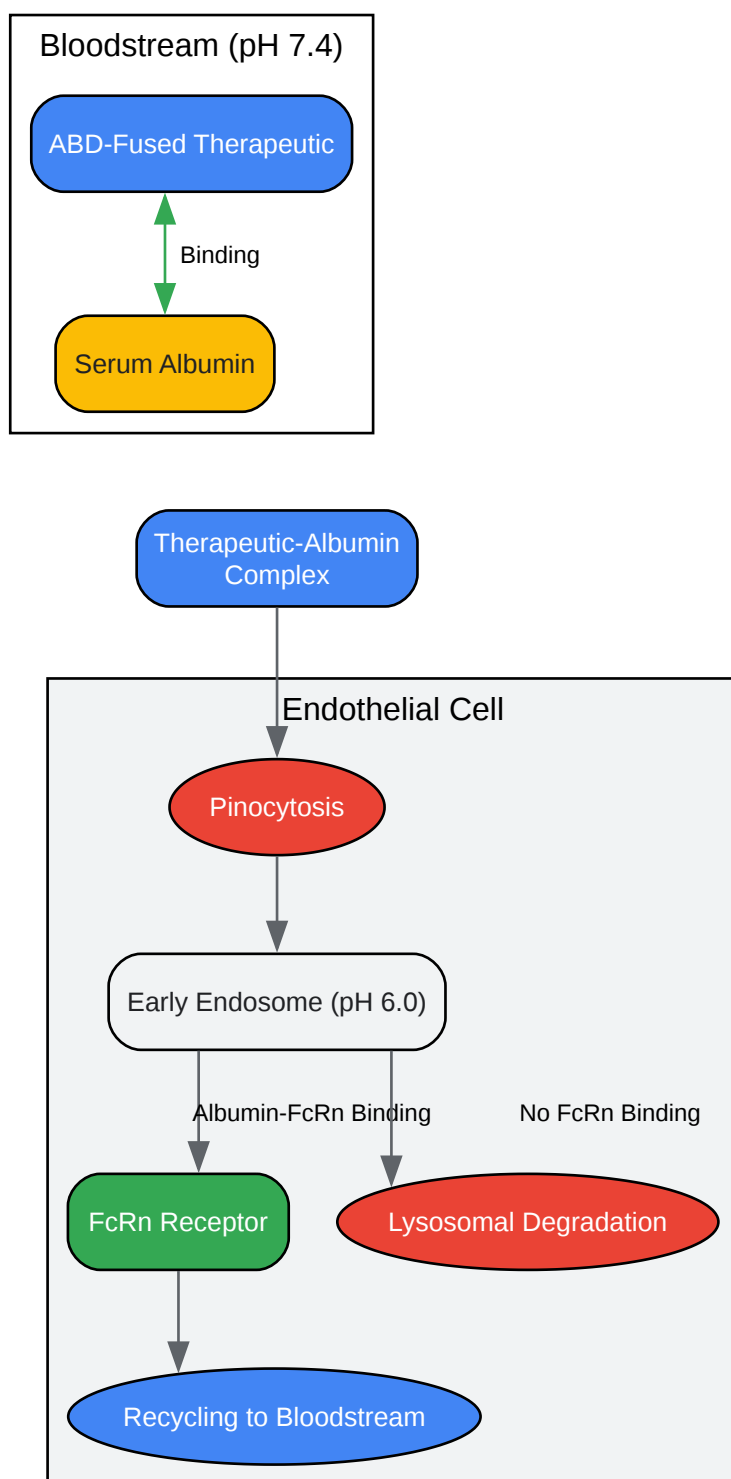 Bloodstream (pH 7.4)
ABD-Fused Therapeutic
Binding
Serum Albumin
Therapeutic-Albumin
Complex
Endothelial Cell
Pinocytosis
Early Endosome (pH 6.0)
Albumin-FcRn Binding
No FcRn Binding
FcRn Receptor
Lysosomal Degradation
Recycling to Bloodstream